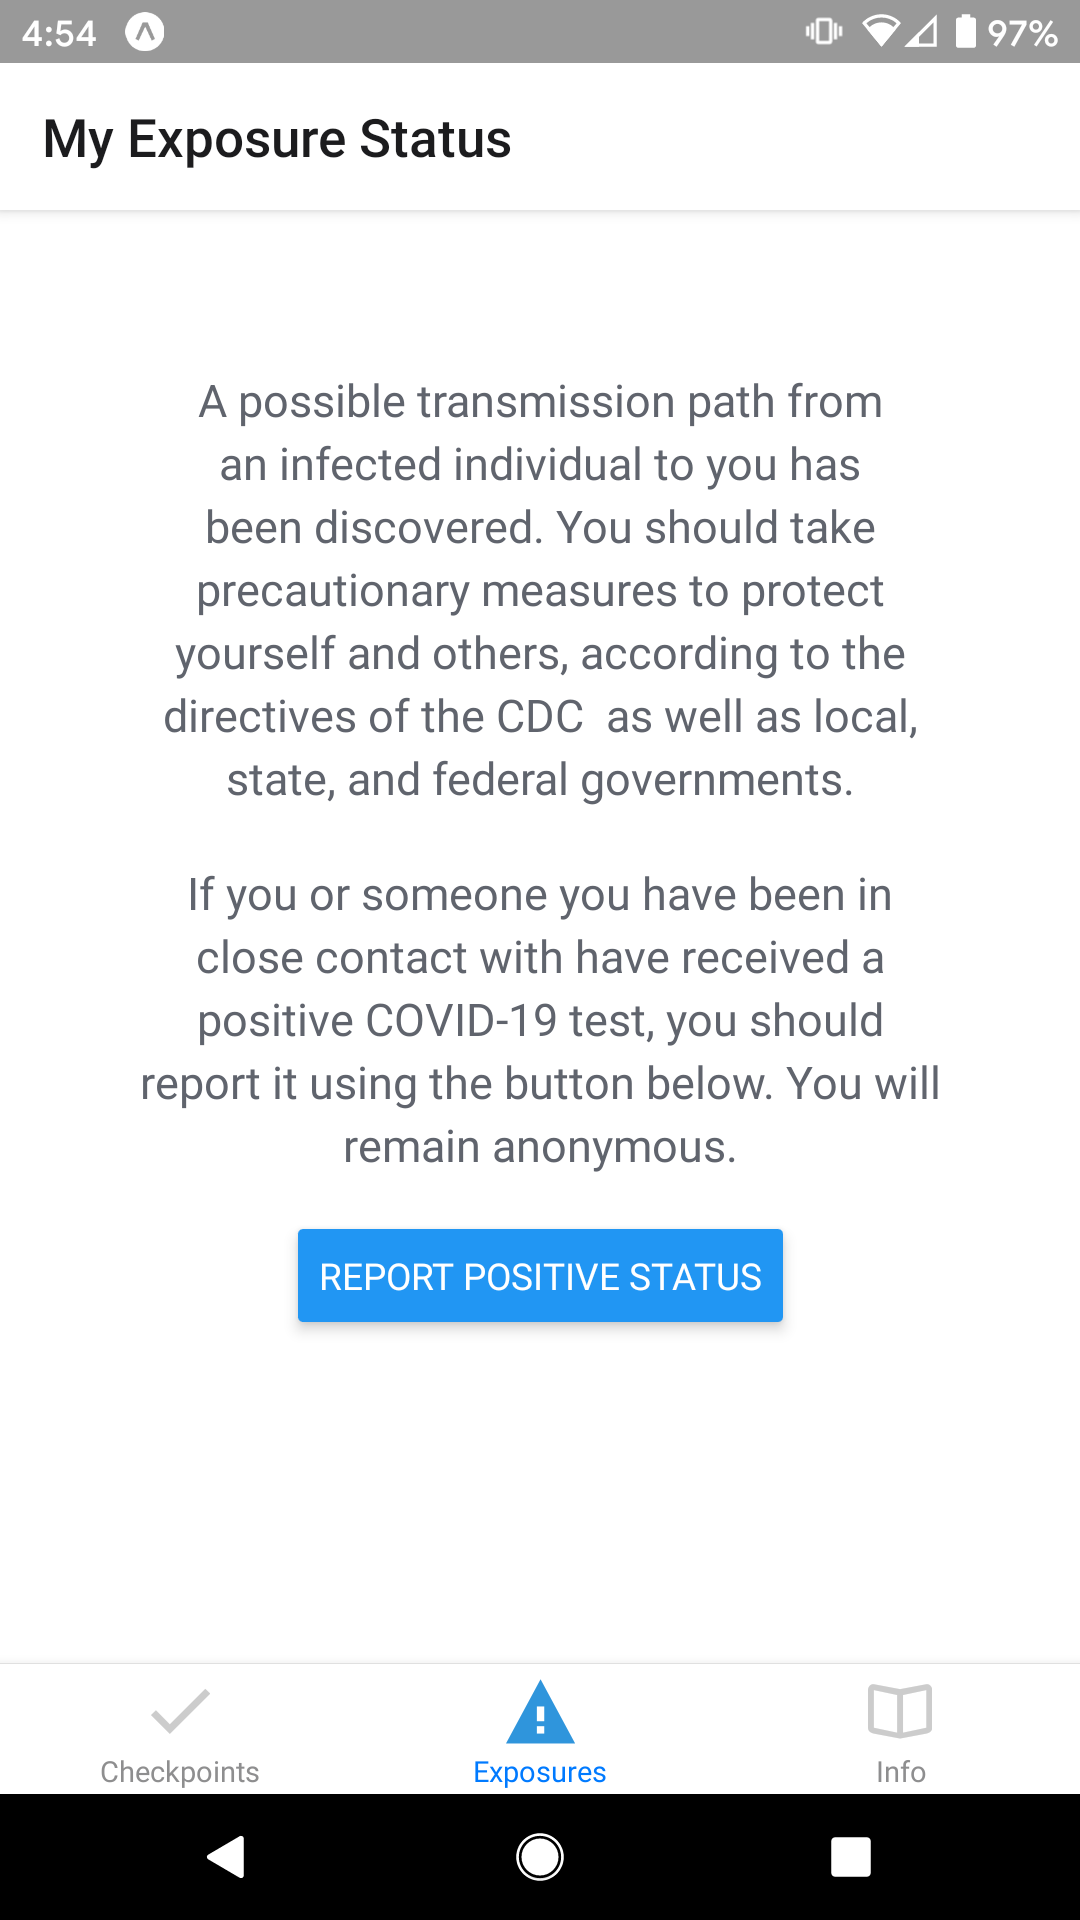 4:54
97%
My Exposure Status
A possible transmission path from
an infected individual to you has
been discovered. You should take
precautionary measures to protect
yourself and others, according to the
directives of the CDC  as well as local,
state, and federal governments.
If you or someone you have been in
close contact with have received a
positive COVID-19 test, you should
report it using the button below. You will
remain anonymous.
REPORT POSITIVE STATUS
Checkpoints
Exposures
Info